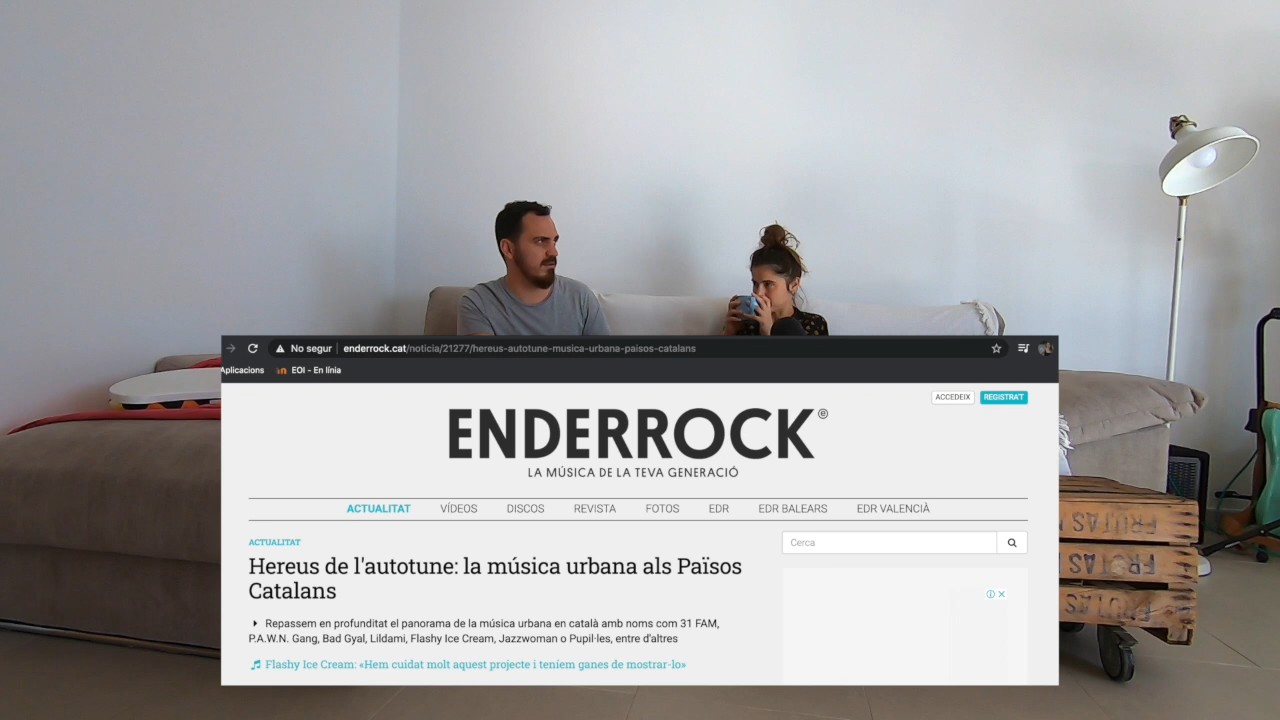 No segur
enderrock.cat/noticia/21277/hereus-autotune-musica-urbana-paisos-catalans
Aplicacions
EOI - En línia
ACCEDEIX
REGISTRA'T
ENDERROCK
LA MÚSICA DE LA TEVA GENERACIÓ
ACTUALITAT VÍDEOS DISCOS REVISTA FOTOS EDR EDR BALEARS EDR VALENCIÀ
ACTUALITAT
Cerca
Hereus de l'autotune: la música urbana als Països
Catalans
Repassem en profunditat el panorama de la música urbana en català amb noms com 31 FAM,
P.A.W.N. Gang, Bad Gyal, Lildami, Flashy Ice Cream, Jazzwoman o Pupil·les, entre d'altres
Flashy Ice Cream: «Hem cuidat molt aquest projecte i teníem ganes de mostrar-lo»
FRUTAS
FRUTAS
FRUTAS